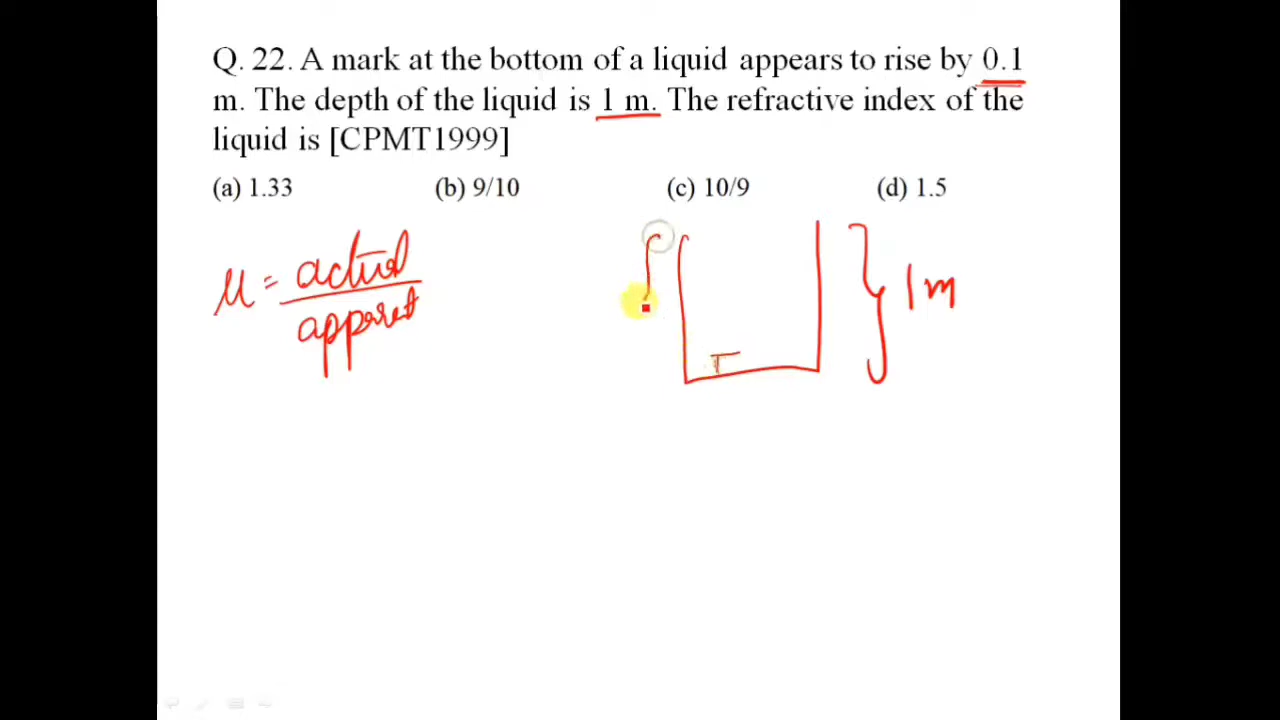 Q. 22. A mark at the bottom of a liquid appears to rise by 0.1
m. The depth of the liquid is 1 m. The refractive index of the
liquid is [CPMT1999]
(a) 1.33 (b) 9/10 (c) 10/9 (d) 1.5
μ = actual
apparet
1m